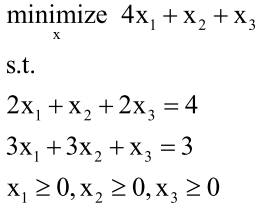 minimize 4x₁ + x₂ + x₃
x
s.t.
2x₁ + x₂ + 2x₃ = 4
3x₁ + 3x₂ + x₃ = 3
x₁ ≥ 0, x₂ ≥ 0, x₃ ≥ 0